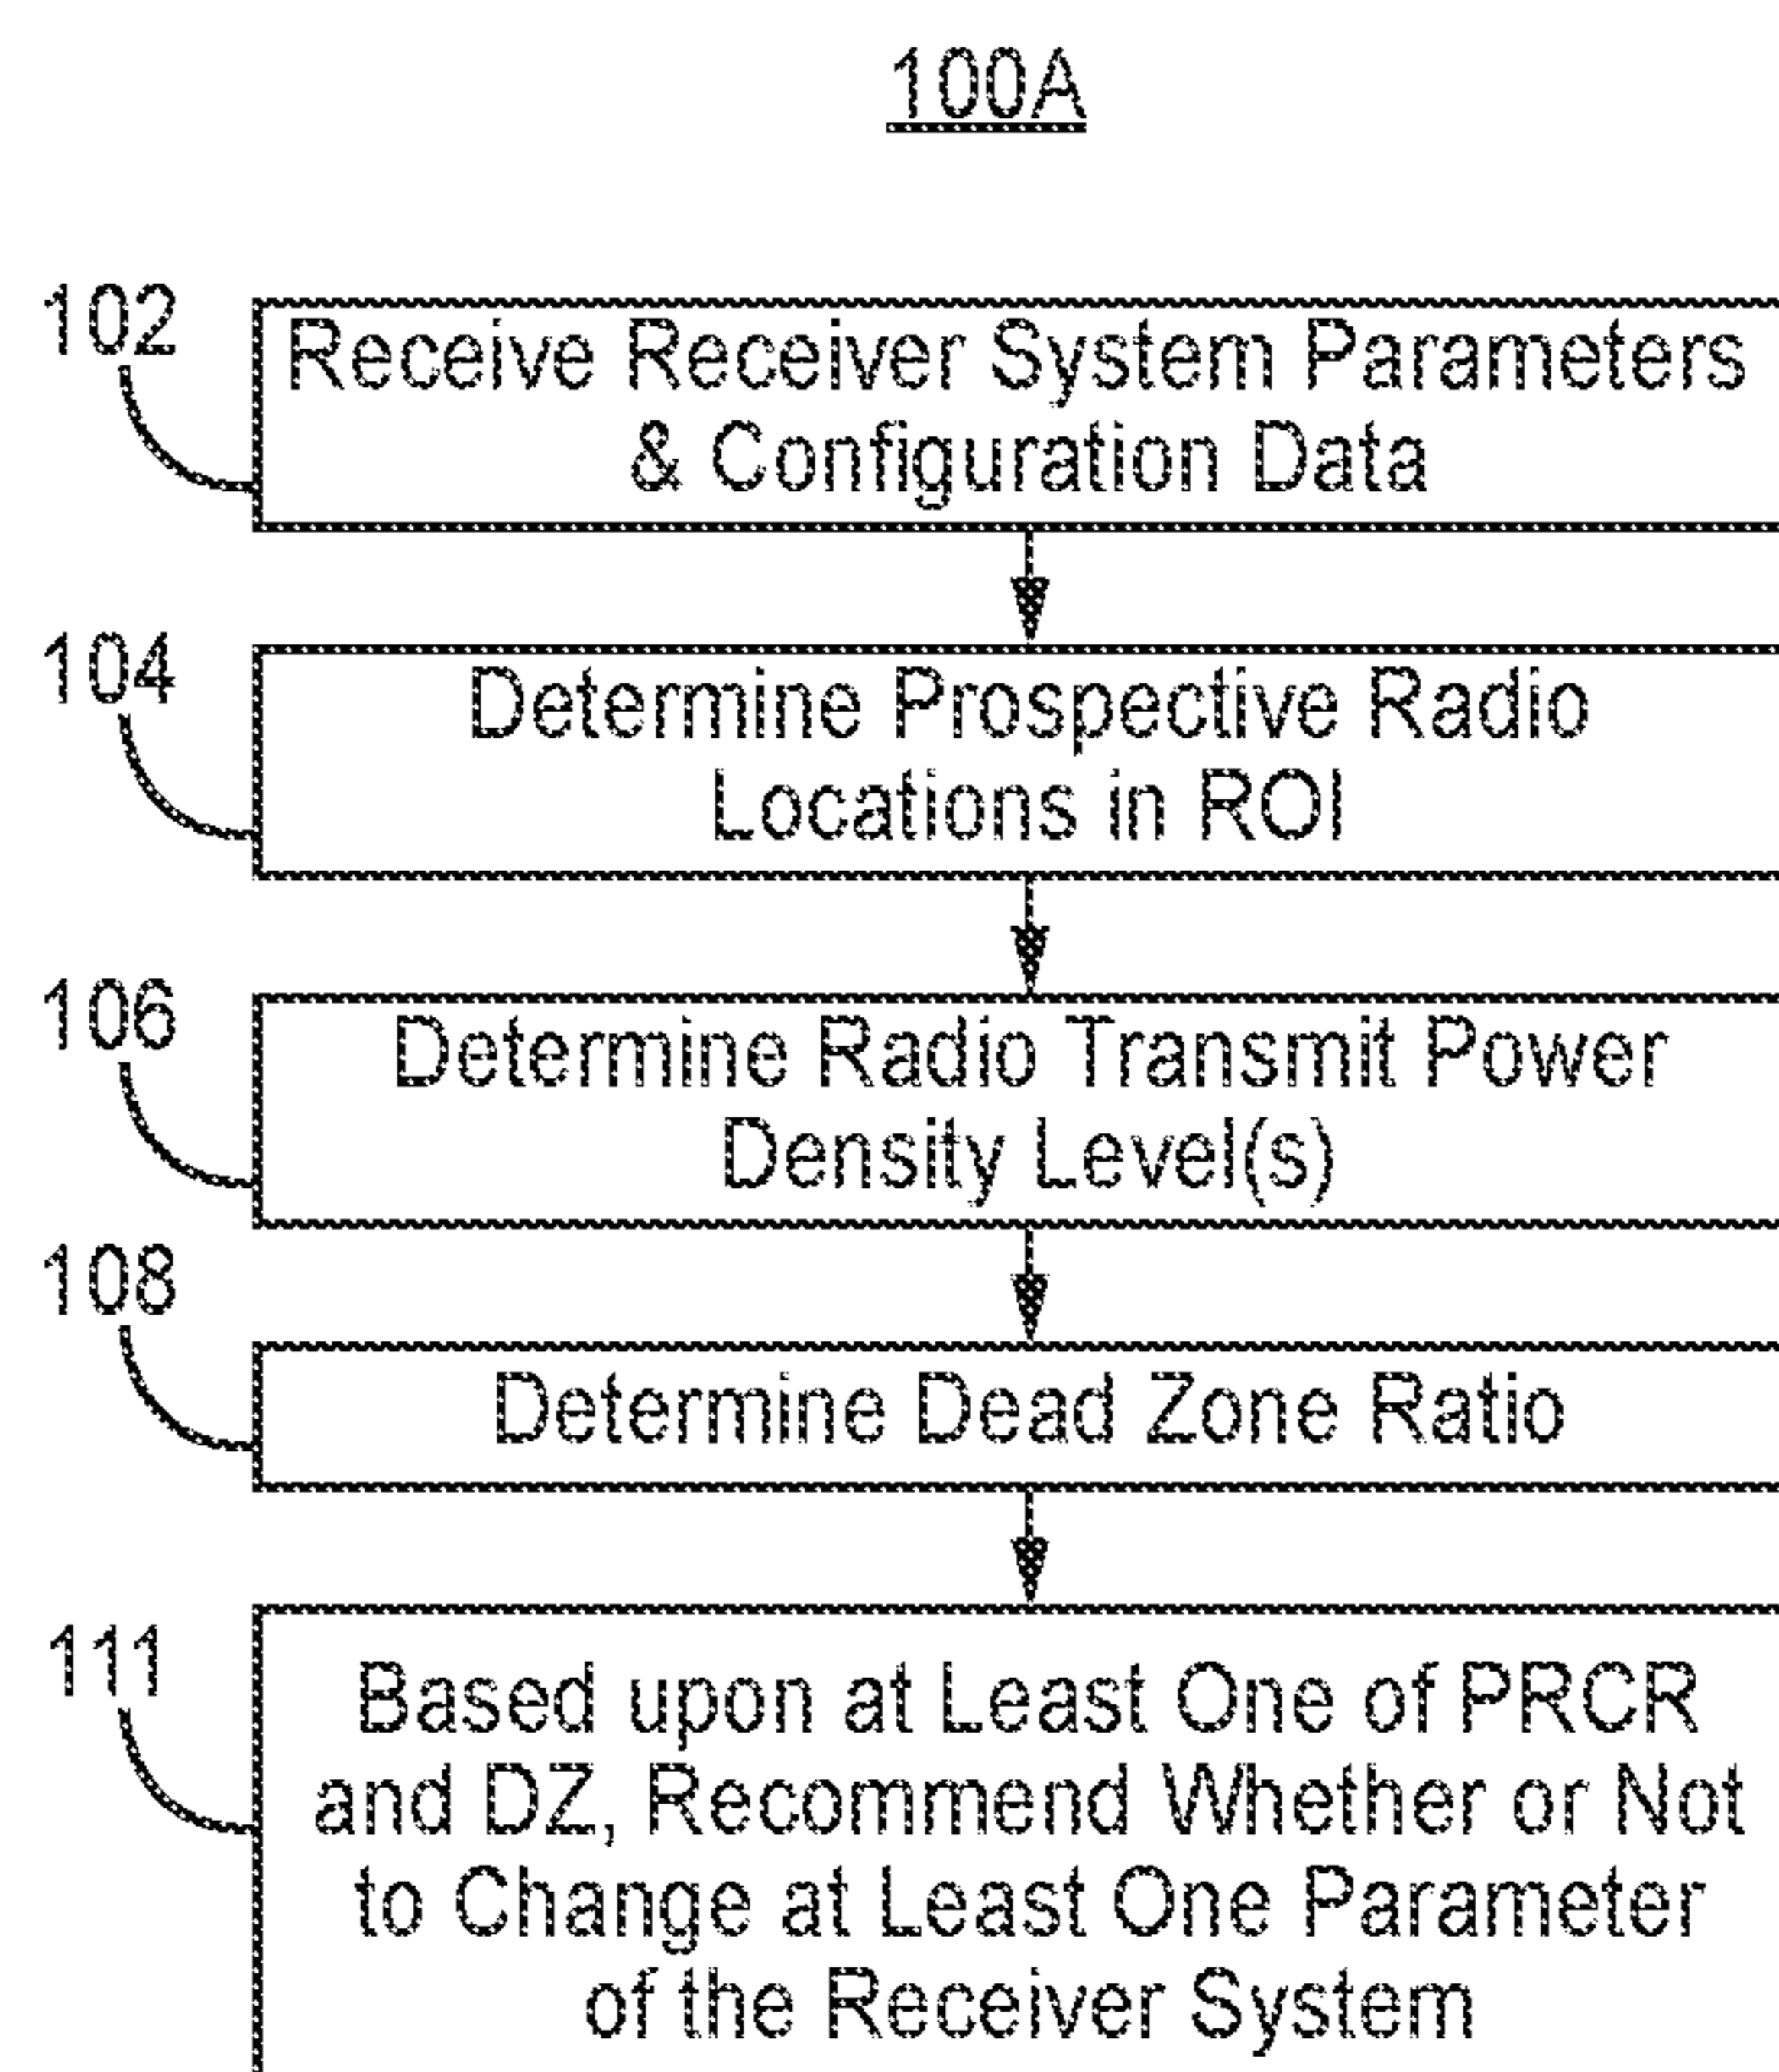 100A
102
Receive Receiver System Parameters
& Configuration Data
104
Determine Prospective Radio
Locations in ROI
106
Determine Radio Transmit Power
Density Level(s)
108
Determine Dead Zone Ratio
111
Based upon at Least One of PRCR
and DZ, Recommend Whether or Not
to Change at Least One Parameter
of the Receiver System